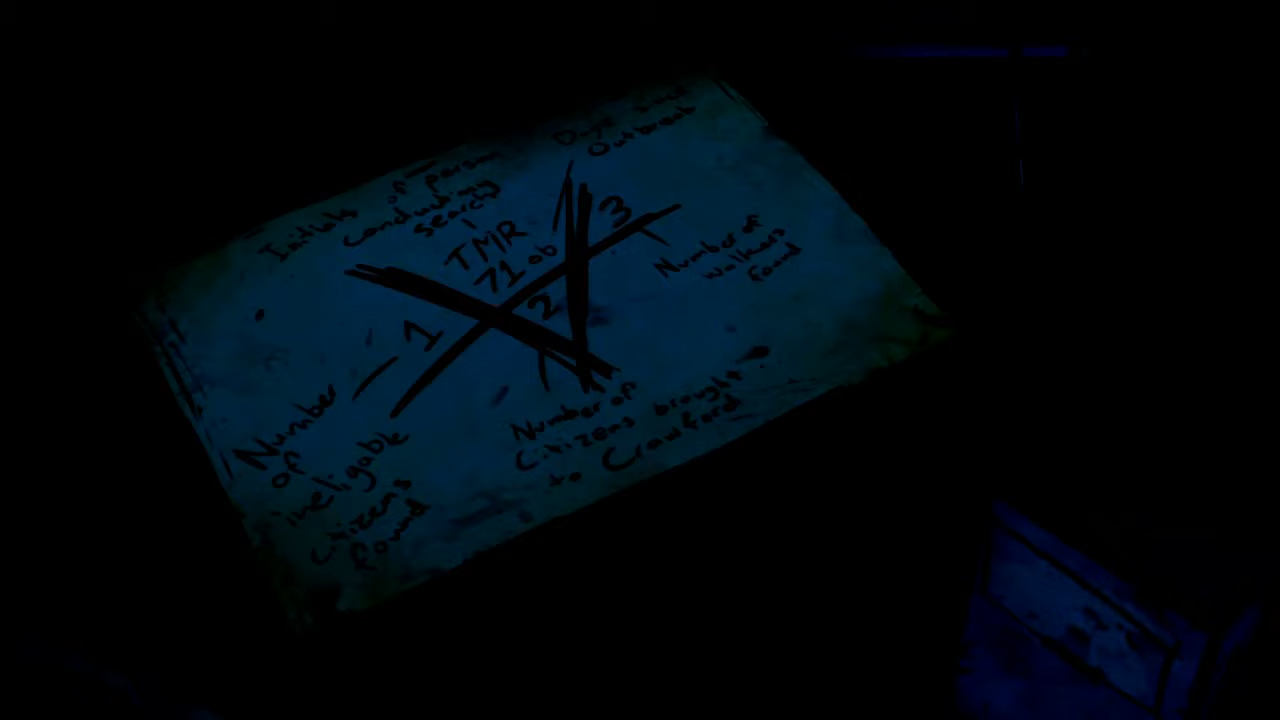 Initials of person
conducting
search
TMR
71 ob
Days
Outbreak
3
Number of
walkers
found
1
2
Number
of
ineligable
citizens
found
Number of
Citizens brought
to Crawford